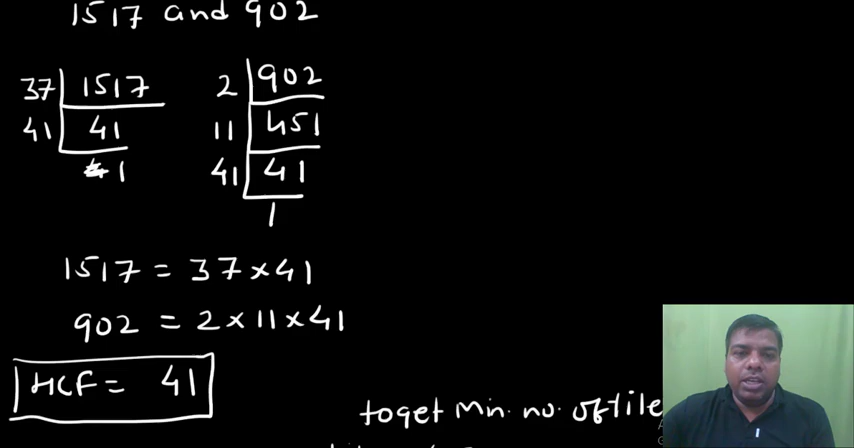 1517 and 902
37 1517
41 41
1
2 902
11 451
41 41
1
1517 = 37 × 41
902 = 2 × 11 × 41
HCF = 41
to get Min. no. of tile